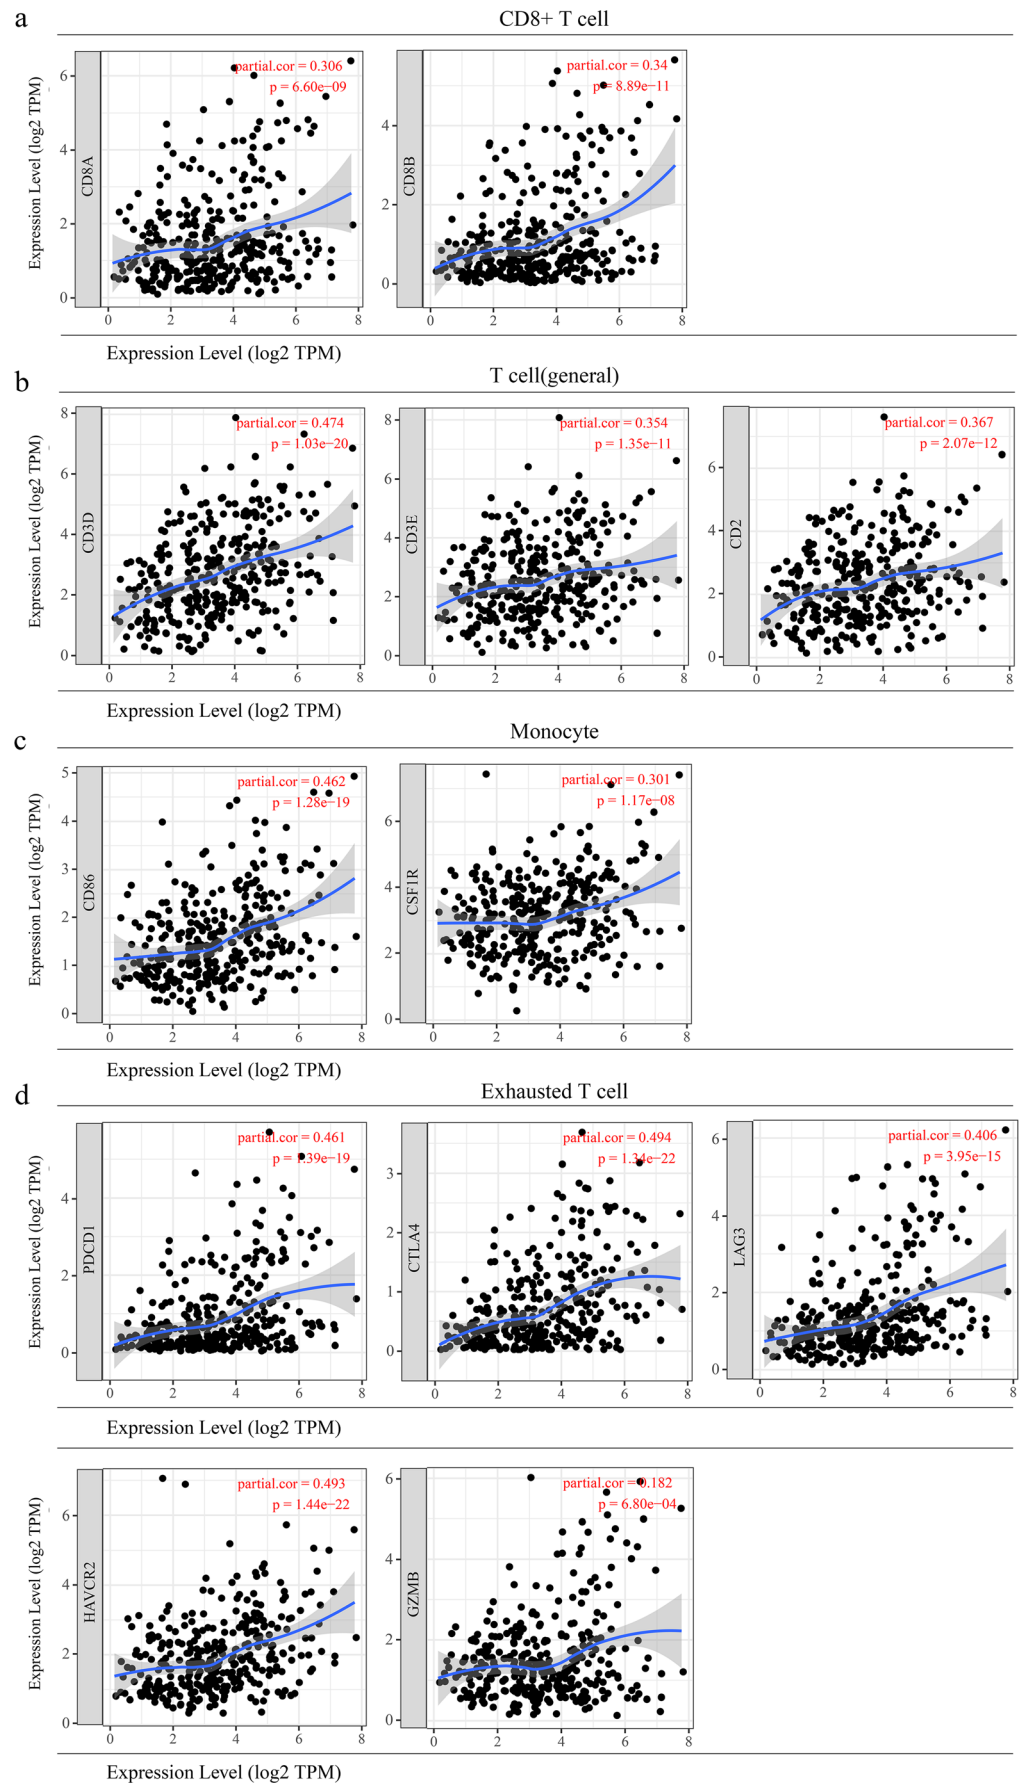 a
CD8+ T cell
Expression Level (log2 TPM)
CD8A
partial.cor = 0.306
p = 6.60e−09
6
4
2
0
0 2 4 6 8
CD8B
partial.cor = 0.34
p = 8.89e−11
4
2
0
0 2 4 6 8
Expression Level (log2 TPM)
b
T cell(general)
Expression Level (log2 TPM)
CD3D
partial.cor = 0.474
p = 1.03e−20
8
6
4
2
0
0 2 4 6 8
CD3E
partial.cor = 0.354
p = 1.35e−11
8
6
4
2
0
0 2 4 6 8
CD2
partial.cor = 0.367
p = 2.07e−12
6
4
2
0
0 2 4 6 8
Expression Level (log2 TPM)
c
Monocyte
Expression Level (log2 TPM)
CD86
partial.cor = 0.462
p = 1.28e−19
5
4
3
2
1
0
0 2 4 6 8
CSF1R
partial.cor = 0.301
p = 1.17e−08
6
4
2
0
0 2 4 6 8
Expression Level (log2 TPM)
d
Exhausted T cell
Expression Level (log2 TPM)
PDCD1
partial.cor = 0.461
p = 1.39e−19
4
2
0
0 2 4 6 8
CTLA4
partial.cor = 0.494
p = 1.34e−22
3
2
1
0
0 2 4 6 8
LAG3
partial.cor = 0.406
p = 3.95e−15
6
4
2
0
0 2 4 6 8
Expression Level (log2 TPM)
Expression Level (log2 TPM)
HAVCR2
partial.cor = 0.493
p = 1.44e−22
6
4
2
0
0 2 4 6 8
GZMB
partial.cor = 0.182
p = 6.80e−04
6
4
2
0
0 2 4 6 8
Expression Level (log2 TPM)